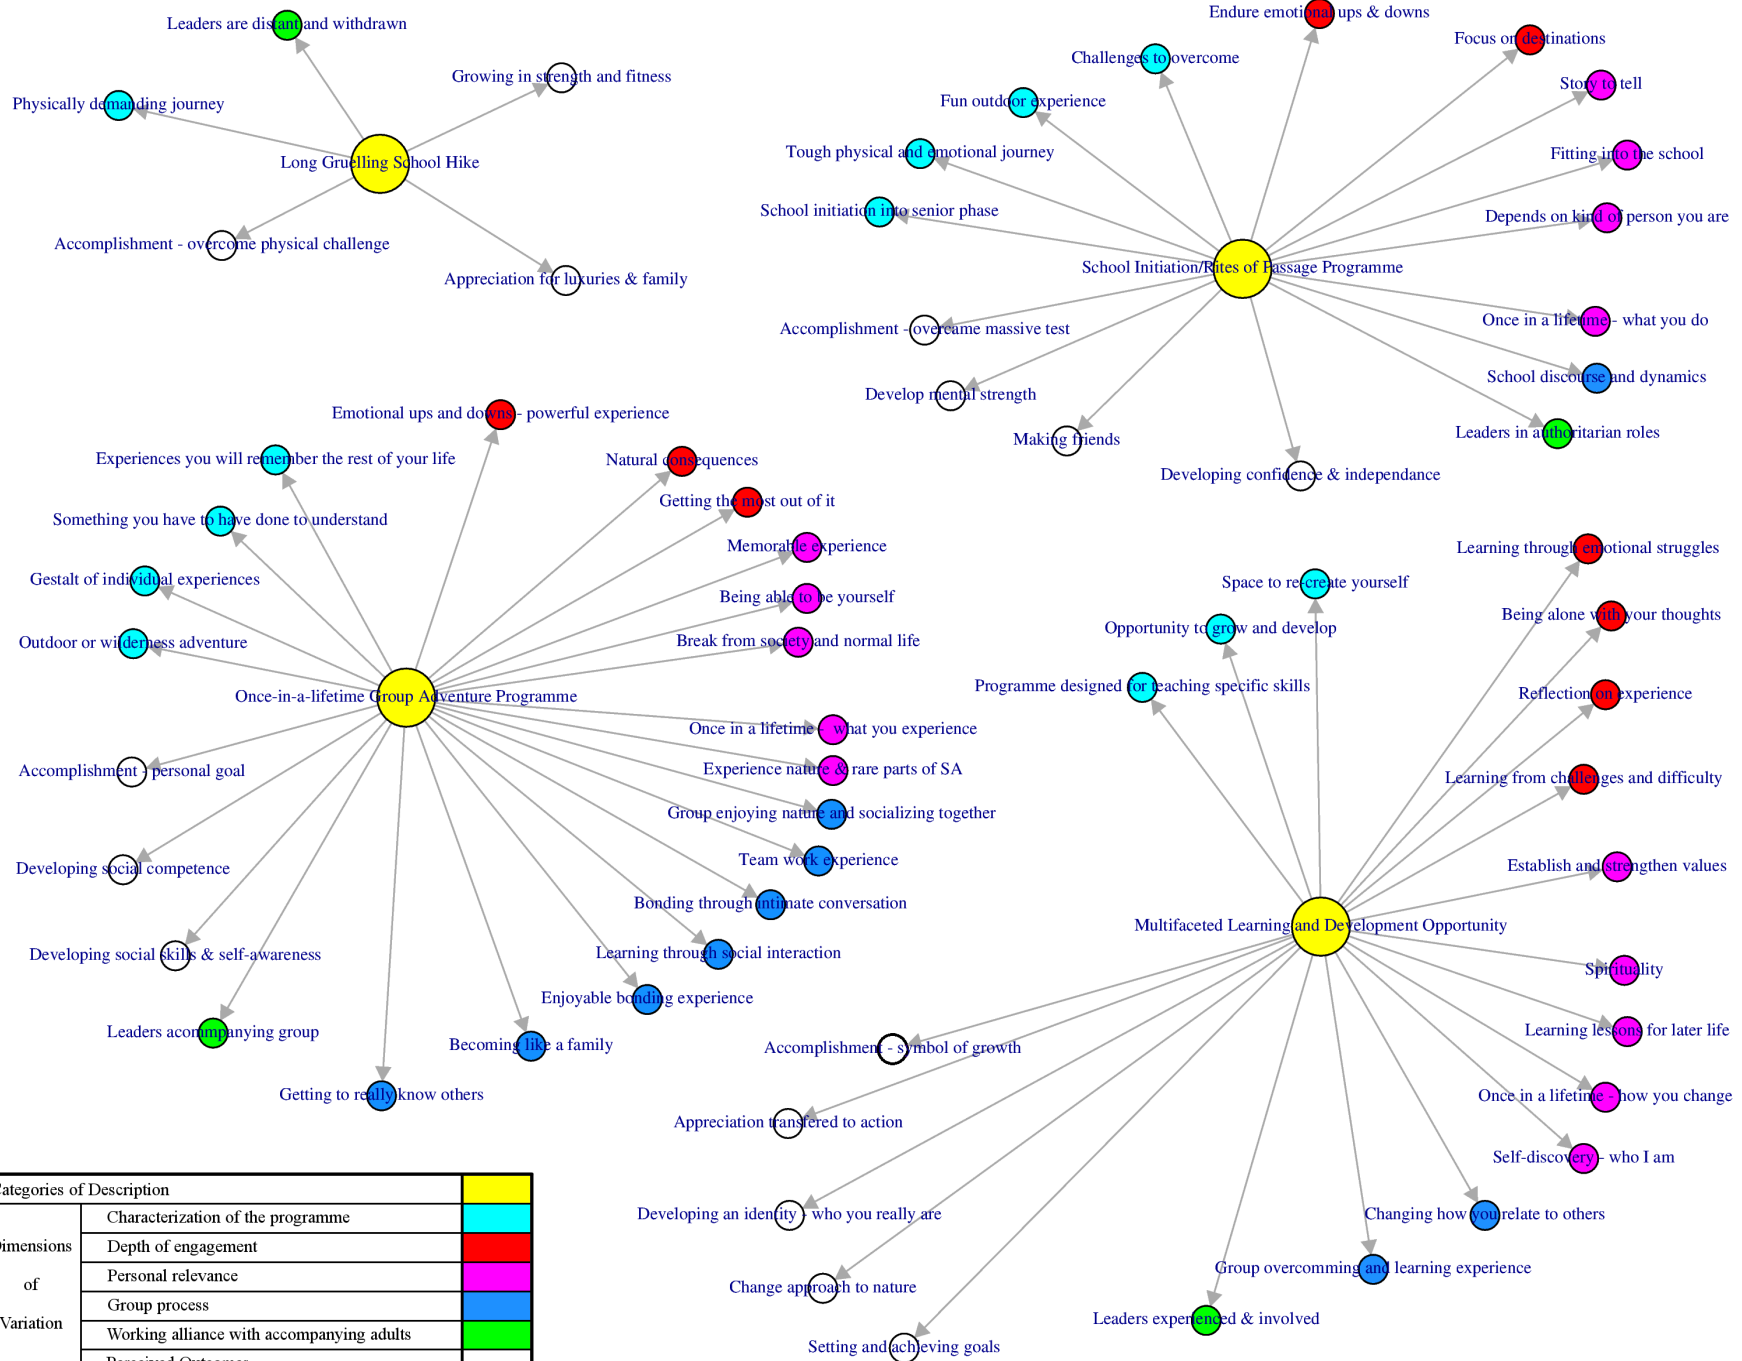 Leaders are distant and withdrawn
Growing in strength and fitness
Physically demanding journey
Long Gruelling School Hike
Accomplishment - overcome physical challenge
Appreciation for luxuries & family
Endure emotional ups & downs
Focus on destinations
Challenges to overcome
Story to tell
Fun outdoor experience
Tough physical and emotional journey
Fitting into the school
School initiation into senior phase
Depends on kind of person you are
School Initiation/Rites of Passage Programme
Accomplishment - overcame massive test
Once in a lifetime - what you do
School discourse and dynamics
Develop mental strength
Making friends
Leaders in authoritarian roles
Developing confidence & independance
Emotional ups and downs - powerful experience
Experiences you will remember the rest of your life
Natural consequences
Getting the most out of it
Something you have to have done to understand
Memorable experience
Gestalt of individual experiences
Being able to be yourself
Outdoor or wilderness adventure
Break from society and normal life
Once-in-a-lifetime Group Adventure Programme
Once in a lifetime - what you experience
Accomplishment - personal goal
Experience nature & rare parts of SA
Group enjoying nature and socializing together
Team work experience
Developing social competence
Bonding through intimate conversation
Developing social skills & self-awareness
Learning through social interaction
Enjoyable bonding experience
Leaders acommpanying group
Becoming like a family
Getting to really know others
Learning through emotional struggles
Space to re-create yourself
Being alone with your thoughts
Opportunity to grow and develop
Programme designed for teaching specific skills
Reflection on experience
Learning from challenges and difficulty
Establish and strengthen values
Multifaceted Learning and Development Opportunity
Spirituality
Learning lessons for later life
Accomplishment - symbol of growth
Once in a lifetime - how you change
Appreciation transfered to action
Self-discovery - who I am
Developing an identity - who you really are
Changing how you relate to others
Group overcomming and learning experience
Change approach to nature
Leaders experienced & involved
Setting and achieving goals
Categories of Description
Characterization of the programme
Dimensions
Depth of engagement
of
Personal relevance
Group process
Variation
Working alliance with accompanying adults
Perceived Outcomes